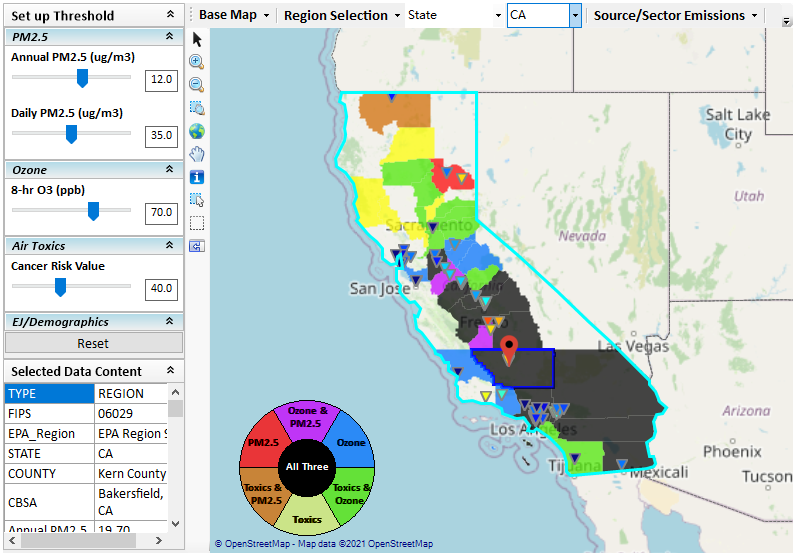 Set up Threshold
Base Map
Region Selection
State
CA
Source/Sector Emissions
PM2.5
Annual PM2.5 (ug/m3)
12.0
Daily PM2.5 (ug/m3)
35.0
Ozone
8-hr O3 (ppb)
70.0
Air Toxics
Cancer Risk Value
40.0
EJ/Demographics
Reset
Selected Data Content
TYPE REGION
FIPS 06029
EPA_Region EPA Region 9
STATE CA
COUNTY Kern County
CBSA Bakersfield,
CA
Annual PM2.5 19.70
Salt Lake
City
Utah
Nevada
Sacramento
San Jose
Fresno
Las Vegas
Los Angeles
Arizona
Phoenix
Tucson
Tijuana
Mexicali
Ozone &
PM2.5
PM2.5
Ozone
All Three
Toxics &
PM2.5
Toxics &
Ozone
Toxics
© OpenStreetMap - Map data ©2021 OpenStreetMap